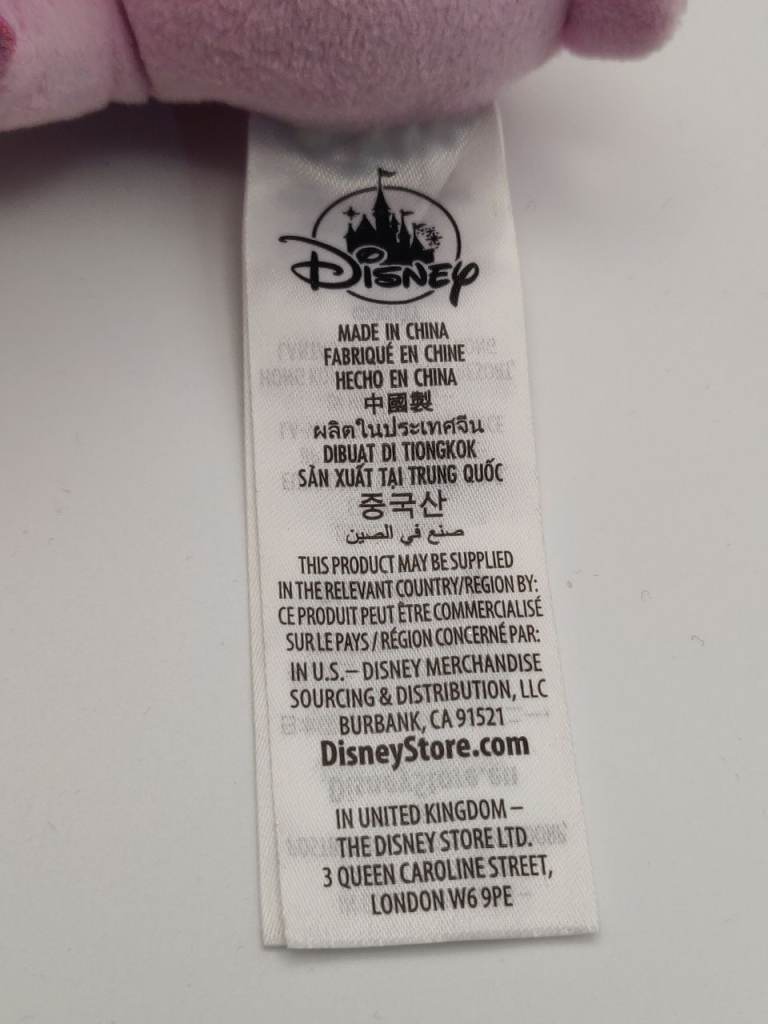 Disney
MADE IN CHINA
FABRIQUÉ EN CHINE
HECHO EN CHINA
中國製
ผลิตในประเทศจีน
DIBUAT DI TIONGKOK
SẢN XUẤT TẠI TRUNG QUỐC
중국산
صنع في الصين
THIS PRODUCT MAY BE SUPPLIED
IN THE RELEVANT COUNTRY/REGION BY:
CE PRODUIT PEUT ÊTRE COMMERCIALISÉ
SUR LE PAYS / RÉGION CONCERNÉ PAR:
IN U.S.– DISNEY MERCHANDISE
SOURCING & DISTRIBUTION, LLC
BURBANK, CA 91521
DisneyStore.com
IN UNITED KINGDOM –
THE DISNEY STORE LTD.
3 QUEEN CAROLINE STREET,
LONDON W6 9PE